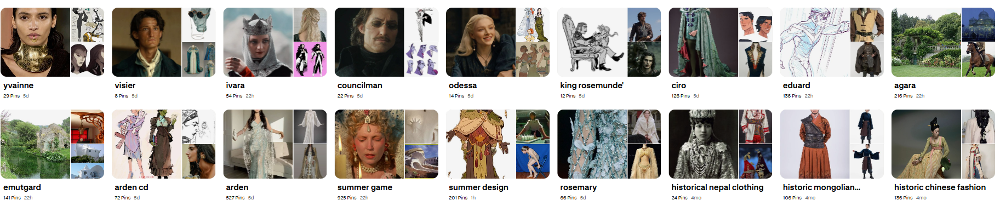 yvainne
29 Pins 5d
visier
8 Pins 5d
ivara
54 Pins 22h
councilman
22 Pins 5d
odessa
14 Pins 5d
king rosemunde'
12 Pins 5d
ciro
126 Pins 5d
eduard
136 Pins 22h
agara
216 Pins 22h
emutgard
141 Pins 22h
arden cd
72 Pins 5d
arden
527 Pins 5d
summer game
925 Pins 22h
summer design
201 Pins 1h
rosemary
66 Pins 5d
historical nepal clothing
24 Pins 4mo
historic mongolian...
106 Pins 4mo
historic chinese fashion
136 Pins 4mo